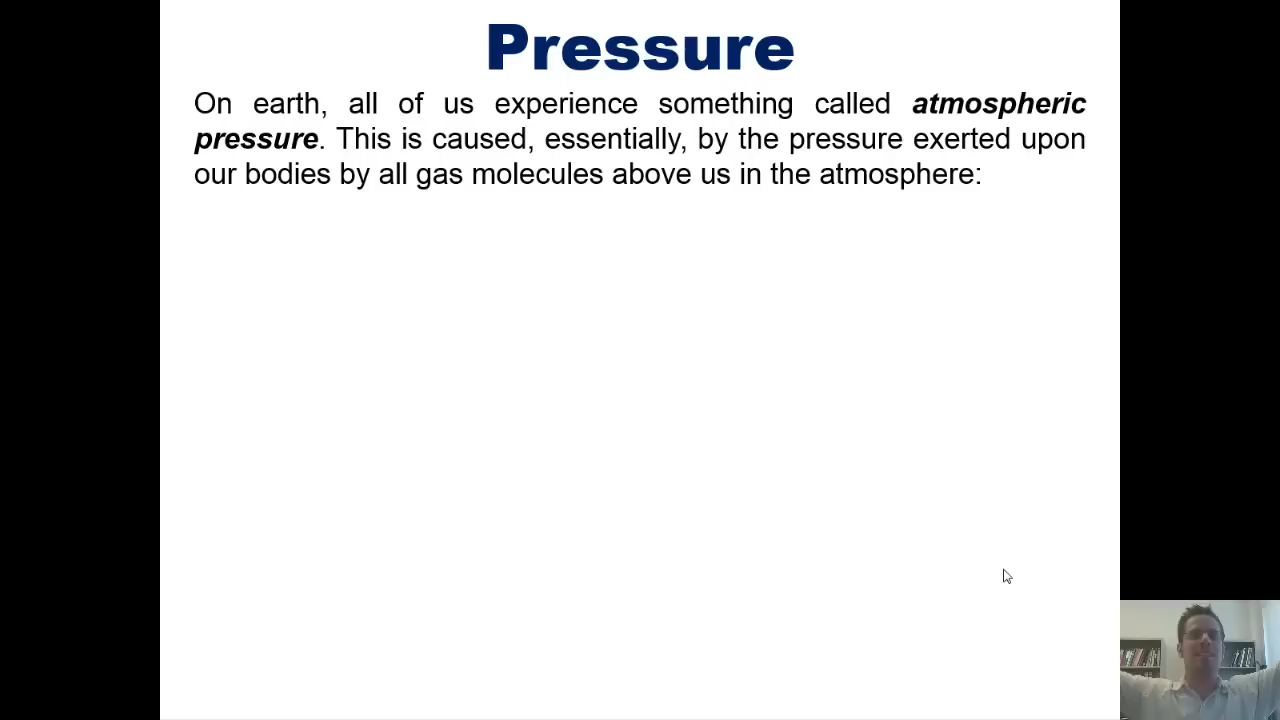 Pressure
On earth, all of us experience something called atmospheric
pressure. This is caused, essentially, by the pressure exerted upon
our bodies by all gas molecules above us in the atmosphere: